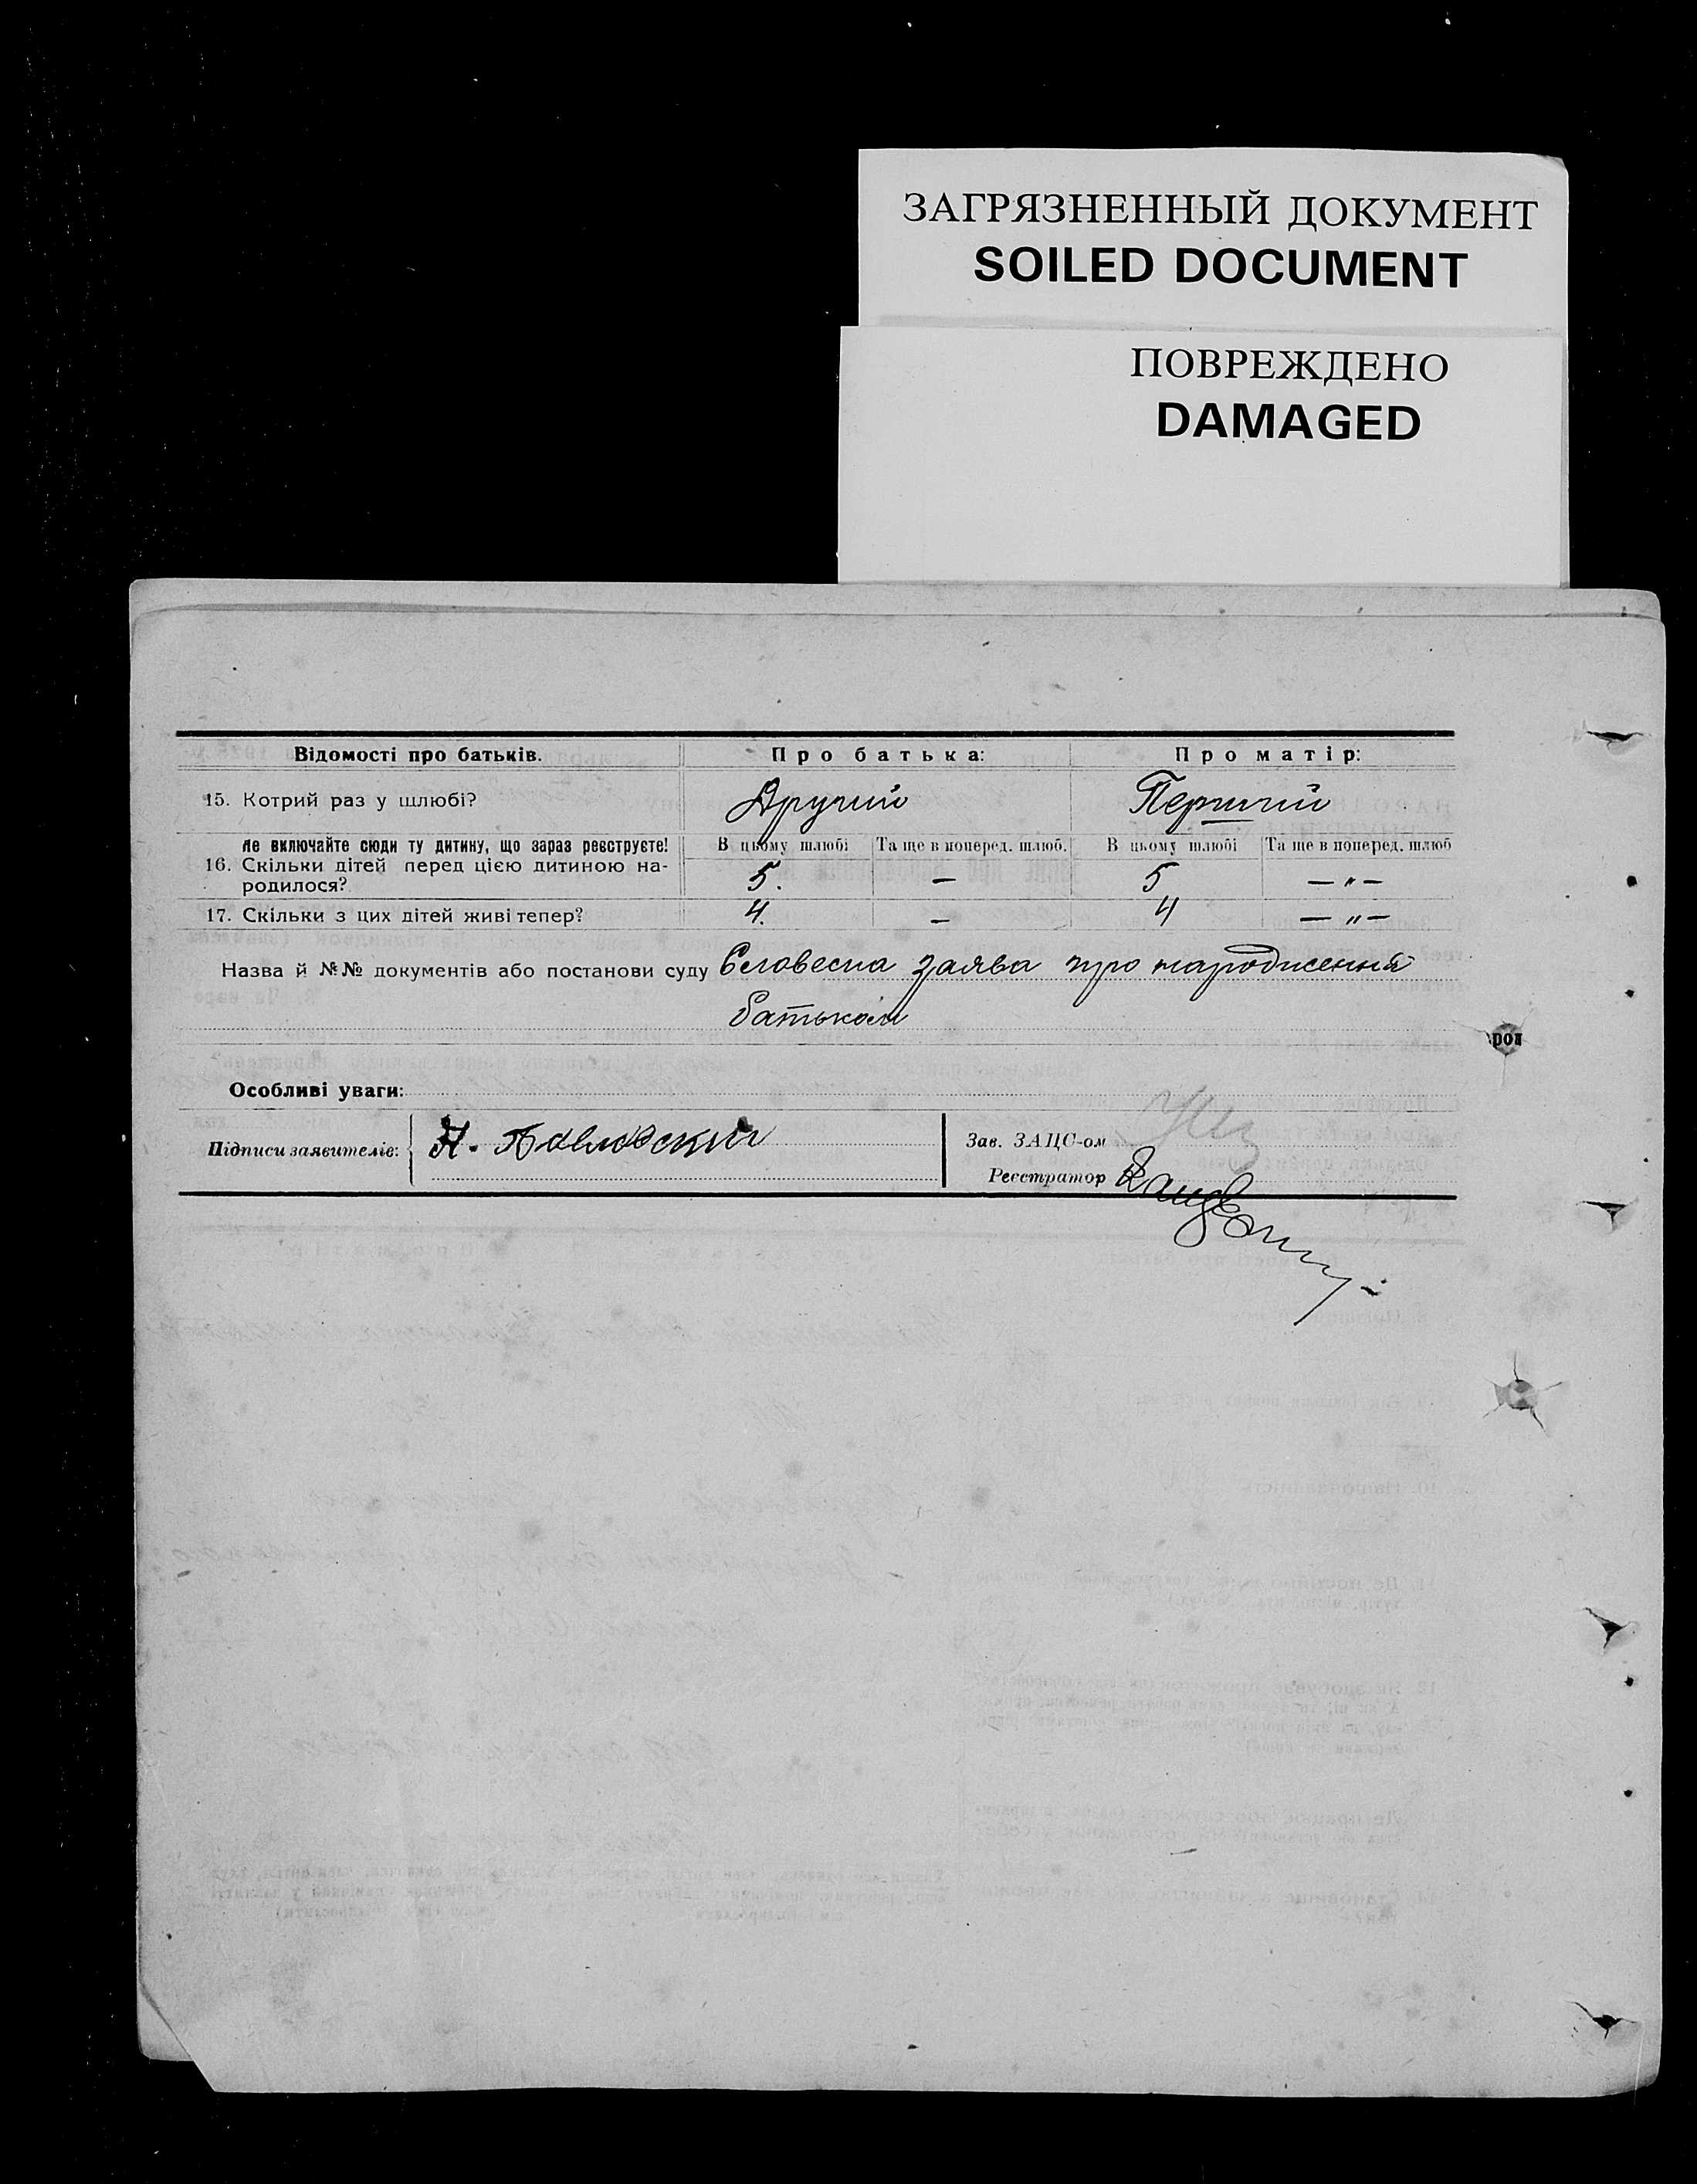 ЗАГРЯЗНЕННЫЙ ДОКУМЕНТ
SOILED DOCUMENT
ПОВРЕЖДЕНО
DAMAGED
Відомості про батьків. Про батька: Про матір:
15. Котрий раз у шлюбі? Другий Перший
Не включайте сюди ту дитину, що зараз реєструєте! В цьому шлюбі Та ще в поперед. шлюб. В цьому шлюбі Та ще в поперед. шлюб
16. Скільки дітей перед цією дитиною на-
родилося? 5. — 5 — „ —
17. Скільки з цих дітей живі тепер? 4. — 4 — „ —
Назва й №№ документів або постанови суду Словесна заява про народження
батьком
род
Особливі уваги:
Підписи заявителів: Н. Павловский Зав. ЗАЦС-ом
Реєстратор